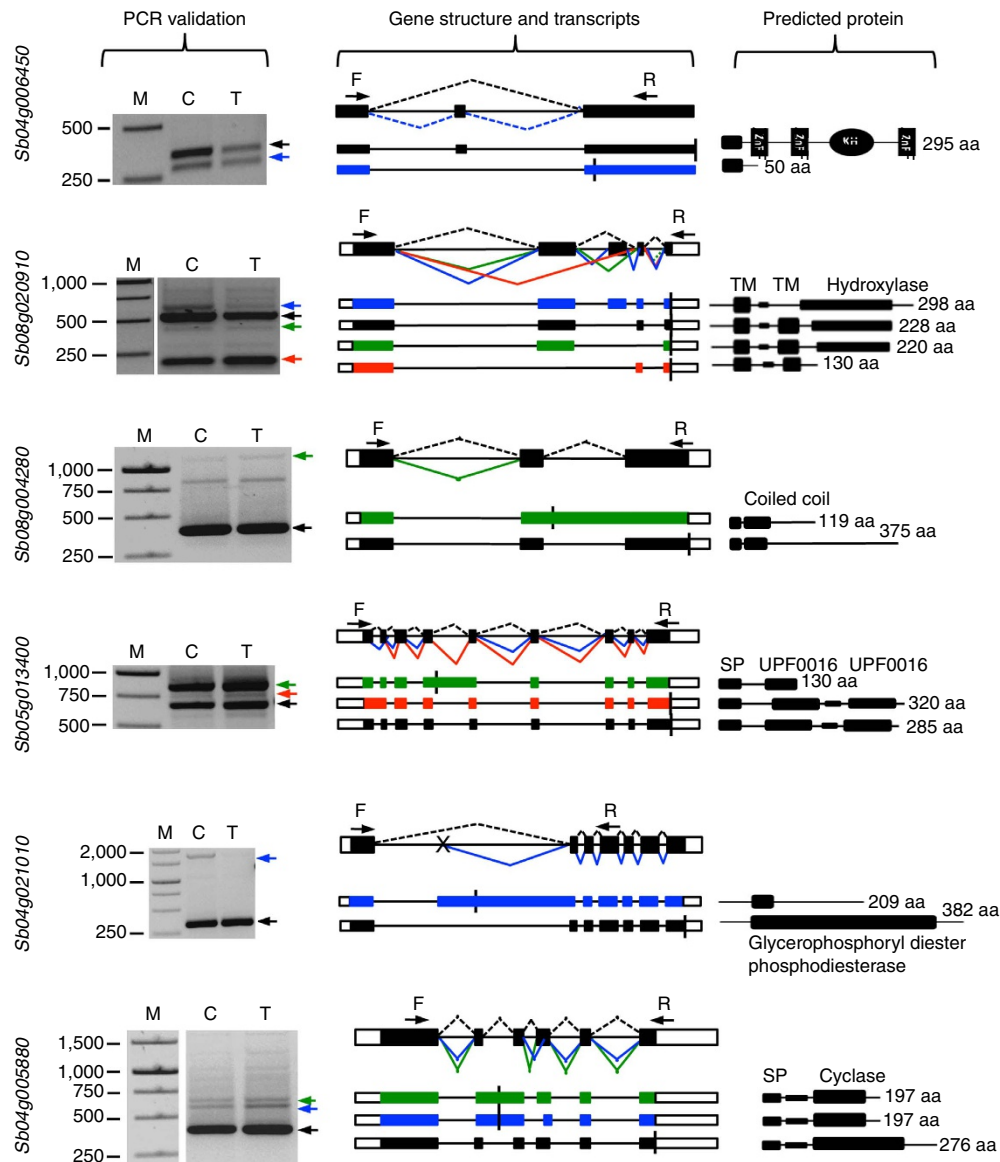 PCR validation
Gene structure and transcripts
Predicted protein
Sb04g006450
M C T
500
250
F R
ZnF ZnF KH ZnF
295 aa
50 aa
Sb08g020910
M C T
1,000
500
250
F R
TM TM Hydroxylase
298 aa
228 aa
220 aa
130 aa
Sb08g004280
M C T
1,000
750
500
250
F R
Coiled coil
119 aa
375 aa
Sb05g013400
M C T
1,000
750
500
F R
SP UPF0016 UPF0016
130 aa
320 aa
285 aa
Sb04g021010
M C T
2,000
1,000
250
F R
X
209 aa
382 aa
Glycerophosphoryl diester
phosphodiesterase
Sb04g005880
M C T
1,500
1,000
750
500
250
F R
SP Cyclase
197 aa
197 aa
276 aa